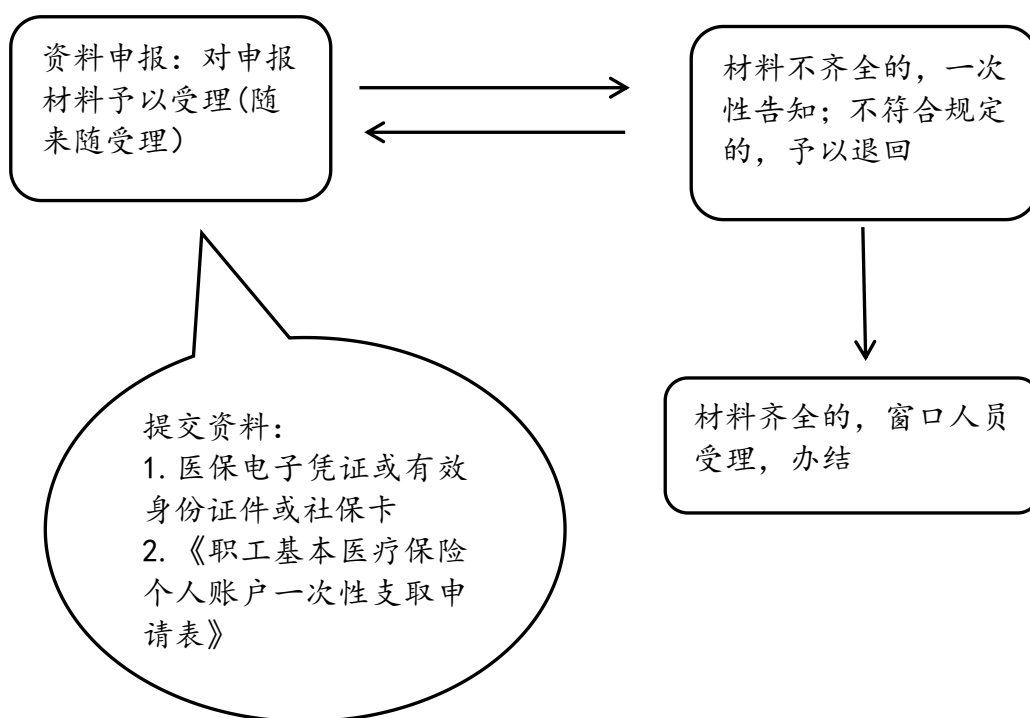 资料申报：对申报
材料予以受理(随
来随受理）
材料不齐全的，一次
性告知；不符合规定
的，予以退回
材料齐全的，窗口人员
受理，办结
提交资料：
1.医保电子凭证或有效
身份证件或社保卡
2.《职工基本医疗保险
个人账户一次性支取申
请表》